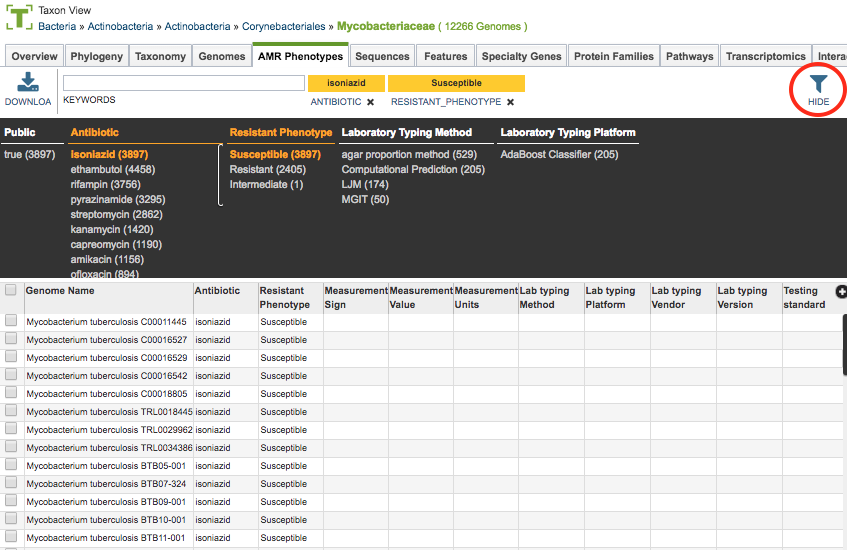 T
Taxon View
Bacteria » Actinobacteria » Actinobacteria » Corynebacteriales » Mycobacteriaceae ( 12266 Genomes )
Overview Phylogeny Taxonomy Genomes AMR Phenotypes Sequences Features Specialty Genes Protein Families Pathways Transcriptomics Interac
DOWNLOA KEYWORDS isoniazid ANTIBIOTIC ✖ Susceptible RESISTANT_PHENOTYPE ✖ HIDE
Public Antibiotic Resistant Phenotype Laboratory Typing Method Laboratory Typing Platform
true (3897) isoniazid (3897) Susceptible (3897) agar proportion method (529) AdaBoost Classifier (205)
ethambutol (4458) Resistant (2405) Computational Prediction (205)
rifampin (3756) Intermediate (1) LJM (174)
pyrazinamide (3295) MGIT (50)
streptomycin (2862)
kanamycin (1420)
capreomycin (1190)
amikacin (1156)
ofloxacin (894)
Genome Name Antibiotic Resistant Phenotype Measurement Sign Measurement Value Measurement Units Lab typing Method Lab typing Platform Lab typing Vendor Lab typing Version Testing standard
Mycobacterium tuberculosis C00011445 isoniazid Susceptible
Mycobacterium tuberculosis C00016527 isoniazid Susceptible
Mycobacterium tuberculosis C00016529 isoniazid Susceptible
Mycobacterium tuberculosis C00016542 isoniazid Susceptible
Mycobacterium tuberculosis C00018805 isoniazid Susceptible
Mycobacterium tuberculosis TRL0018445 isoniazid Susceptible
Mycobacterium tuberculosis TRL0029962 isoniazid Susceptible
Mycobacterium tuberculosis TRL0034386 isoniazid Susceptible
Mycobacterium tuberculosis BTB05-001 isoniazid Susceptible
Mycobacterium tuberculosis BTB07-324 isoniazid Susceptible
Mycobacterium tuberculosis BTB09-001 isoniazid Susceptible
Mycobacterium tuberculosis BTB10-001 isoniazid Susceptible
Mycobacterium tuberculosis BTB11-001 isoniazid Susceptible